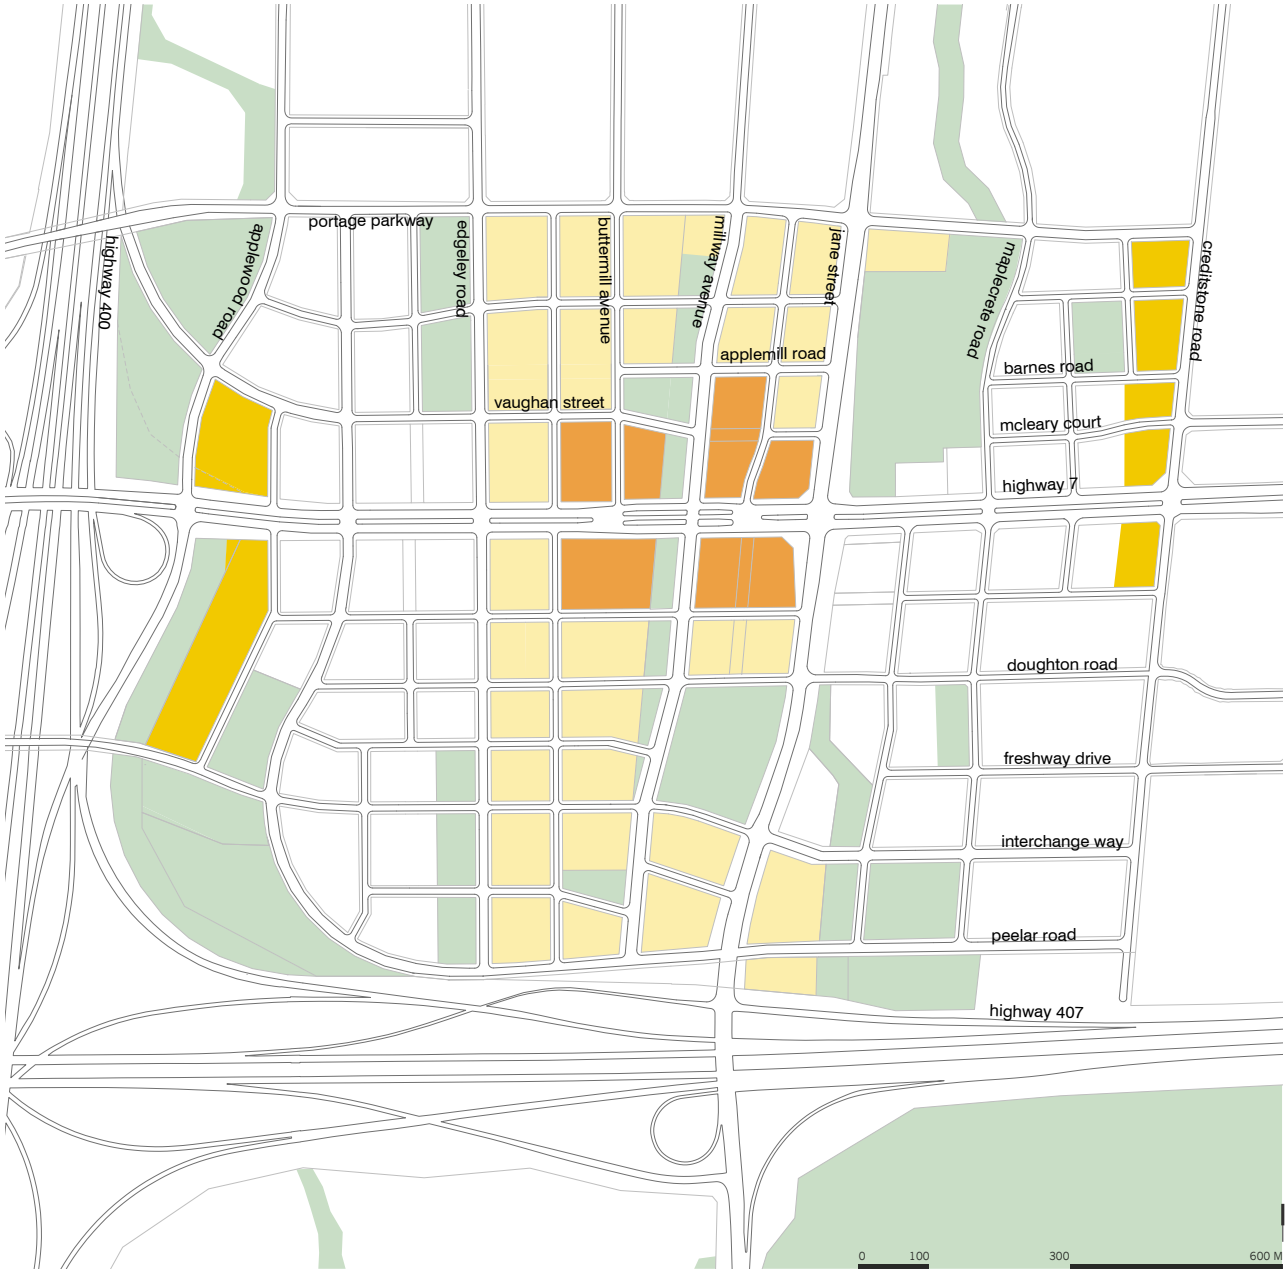 portage parkway
highway 400
applewood road
edgeley road
buttermill avenue
millway avenue
jane street
maplecrete road
creditstone road
applemill road
barnes road
vaughan street
mcleary court
highway 7
doughton road
freshway drive
interchange way
peelar road
highway 407
0 100 300 600 M